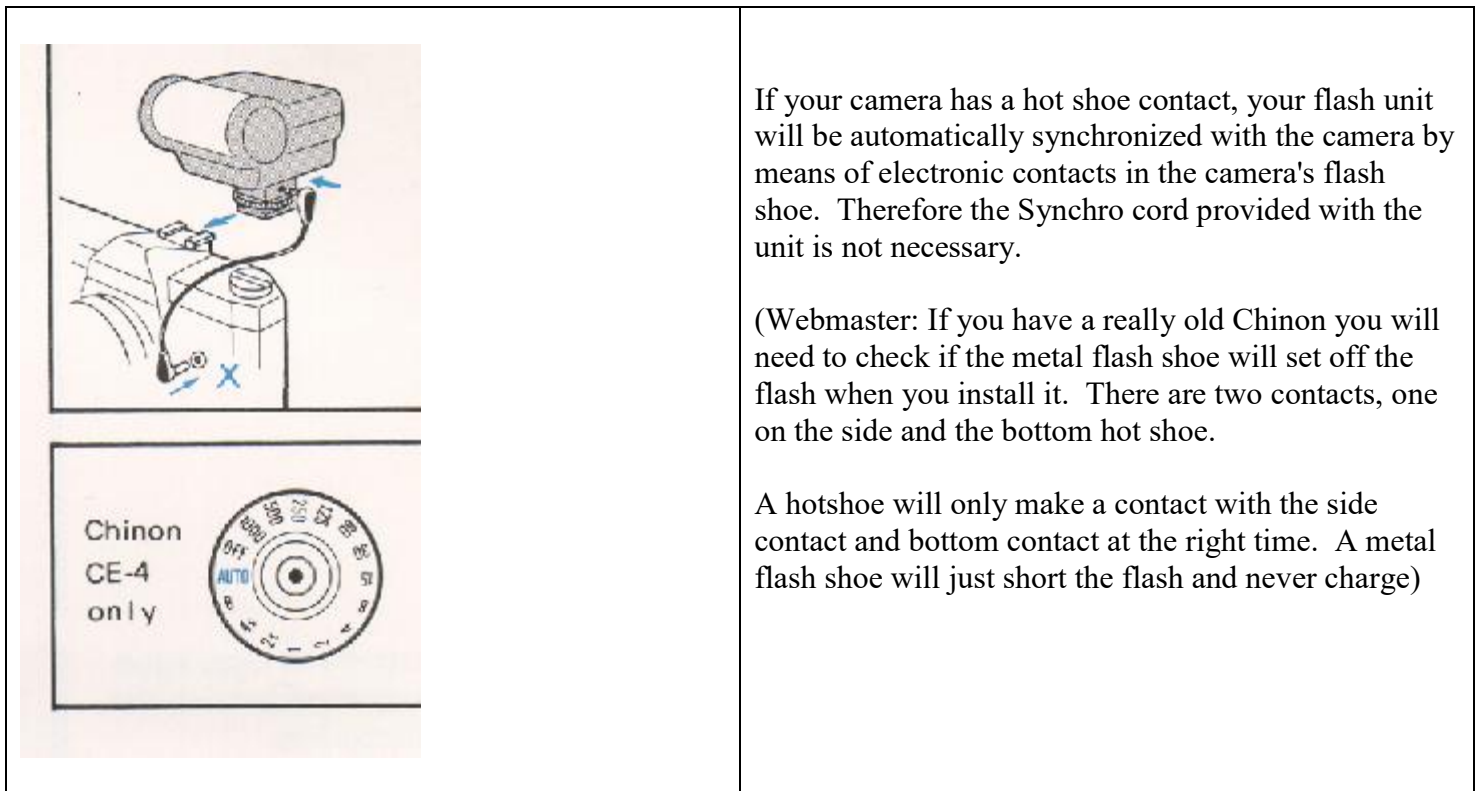 X
Chinon
CE-4
only
OFF
AUTO
1000
500
250
8
4
2
1
If your camera has a hot shoe contact, your flash unit
will be automatically synchronized with the camera by
means of electronic contacts in the camera's flash
shoe. Therefore the Synchro cord provided with the
unit is not necessary.
(Webmaster: If you have a really old Chinon you will
need to check if the metal flash shoe will set off the
flash when you install it. There are two contacts, one
on the side and the bottom hot shoe.
A hotshoe will only make a contact with the side
contact and bottom contact at the right time. A metal
flash shoe will just short the flash and never charge)